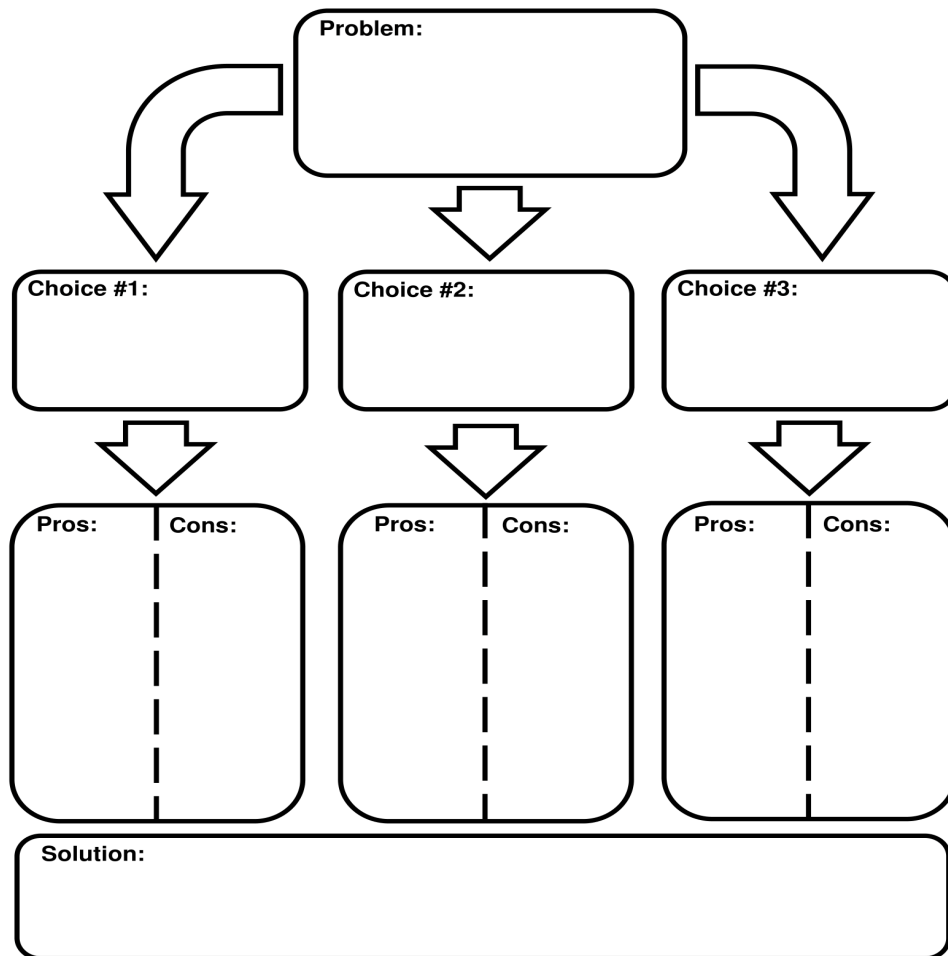 Problem:
Choice #1:
Choice #2:
Choice #3:
Pros:
Cons:
Pros:
Cons:
Pros:
Cons:
Solution: